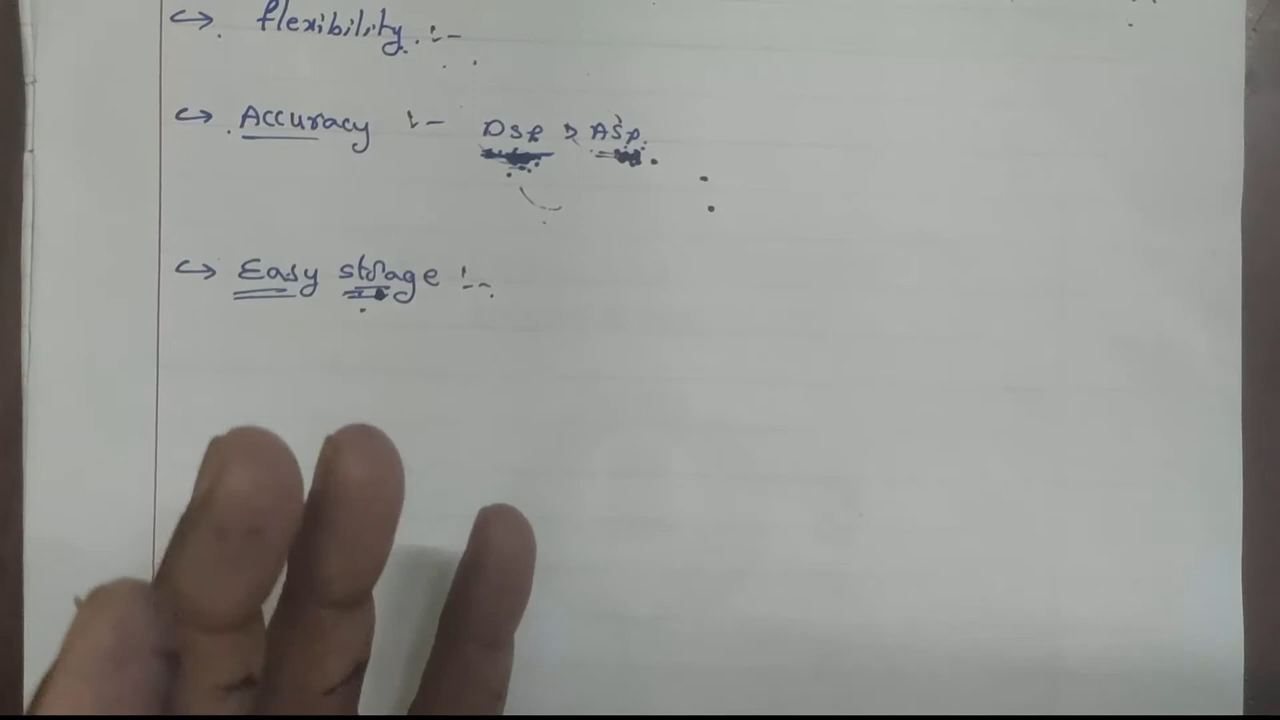 ↪ flexibility :-
↪ Accuracy :- DSP > ASP.
↪ Easy storage :-